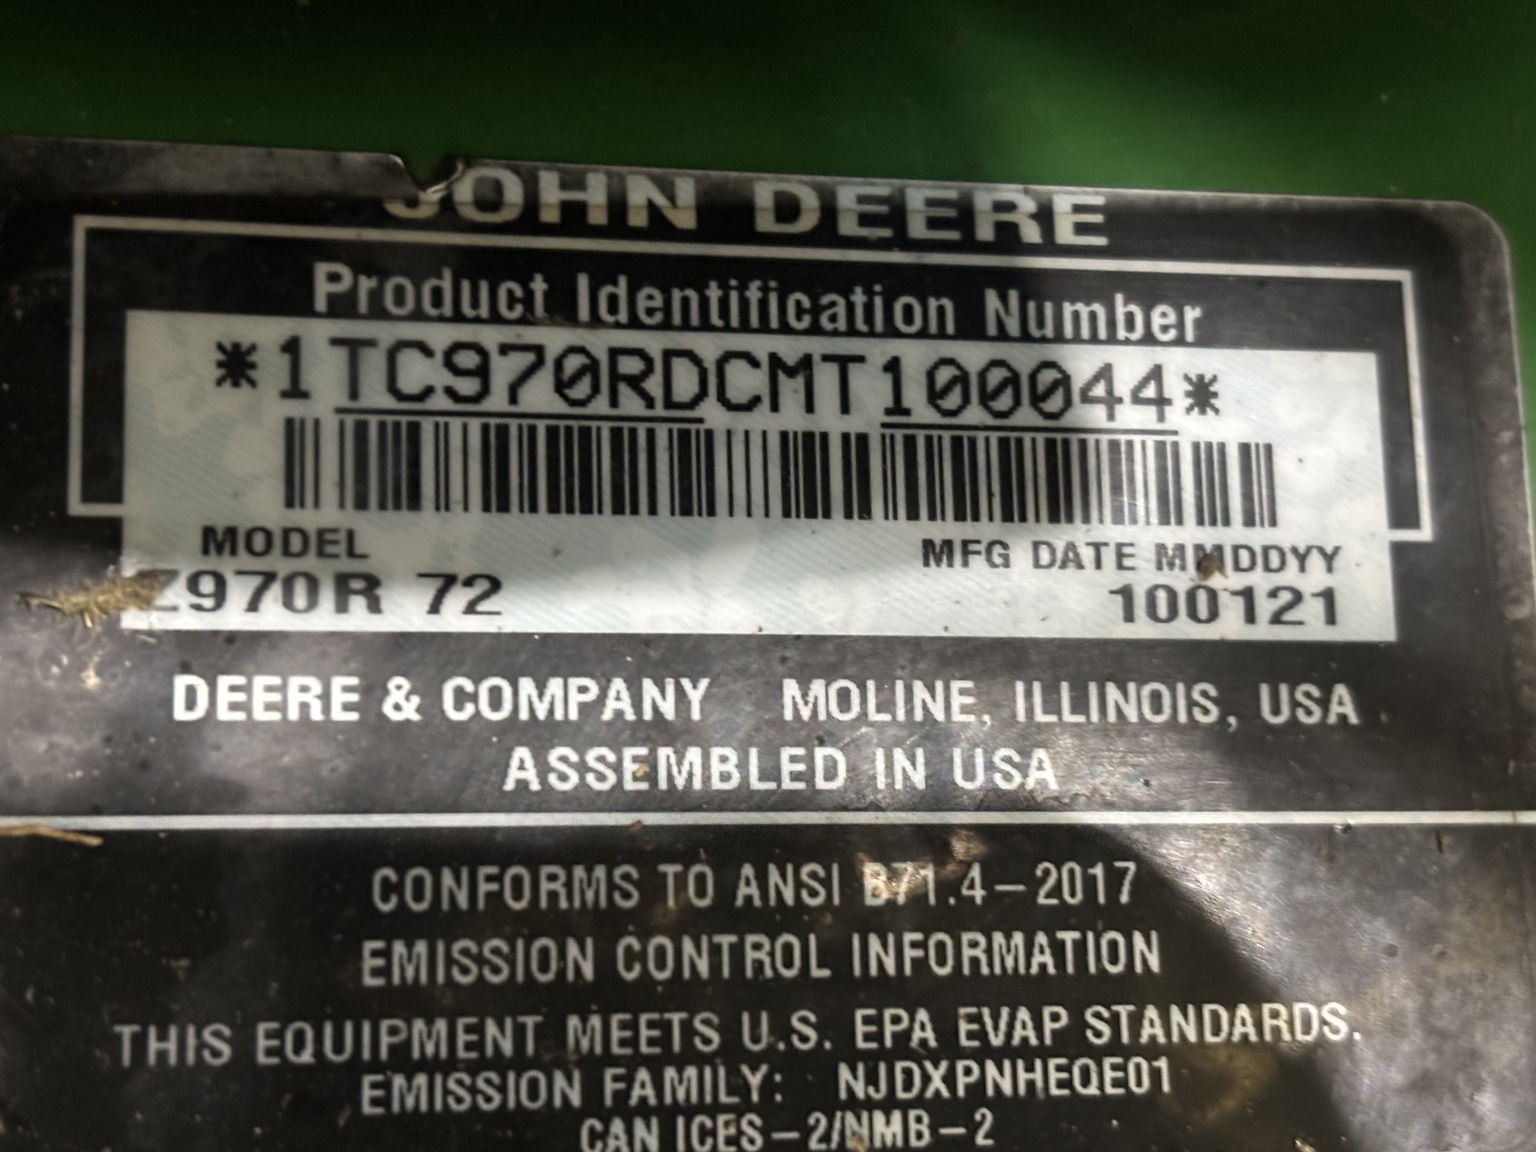 JOHN DEERE
Product Identification Number
*1TC970RDCMT100044*
MODEL
MFG DATE MMDDYY
Z970R 72
100121
DEERE & COMPANY MOLINE, ILLINOIS, USA
ASSEMBLED IN USA
CONFORMS TO ANSI B71.4-2017
EMISSION CONTROL INFORMATION
THIS EQUIPMENT MEETS U.S. EPA EVAP STANDARDS.
EMISSION FAMILY: NJDXPNHEQE01
CAN ICES-2/NMB-2